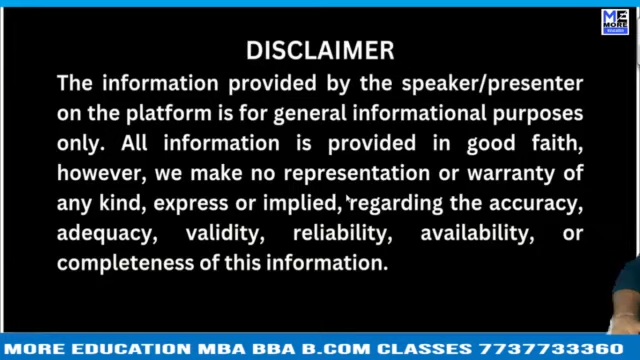 ME
MORE
DISCLAIMER
The information provided by the speaker/presenter
on the platform is for general informational purposes
only. All information is provided in good faith,
however, we make no representation or warranty of
any kind, express or implied, regarding the accuracy,
adequacy, validity, reliability, availability, or
completeness of this information.
MORE EDUCATION MBA BBA B.COM CLASSES 7737733360